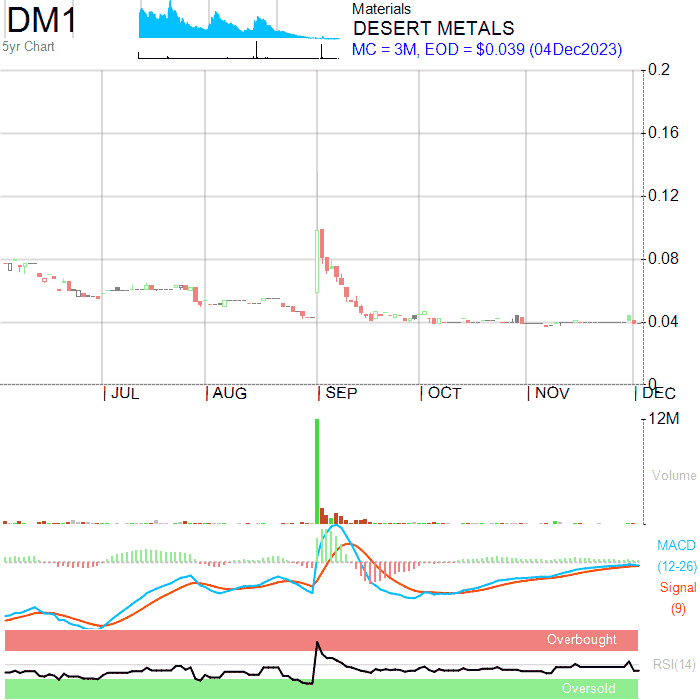 DM1
5yr Chart
Materials
DESERT METALS
MC = 3M, EOD = $0.039 (04Dec2023)
0.2
0.16
0.12
0.08
0.04
0
JUL AUG SEP OCT NOV DEC
12M
Volume
MACD
(12-26)
Signal
(9)
Overbought
RSI(14)
Oversold